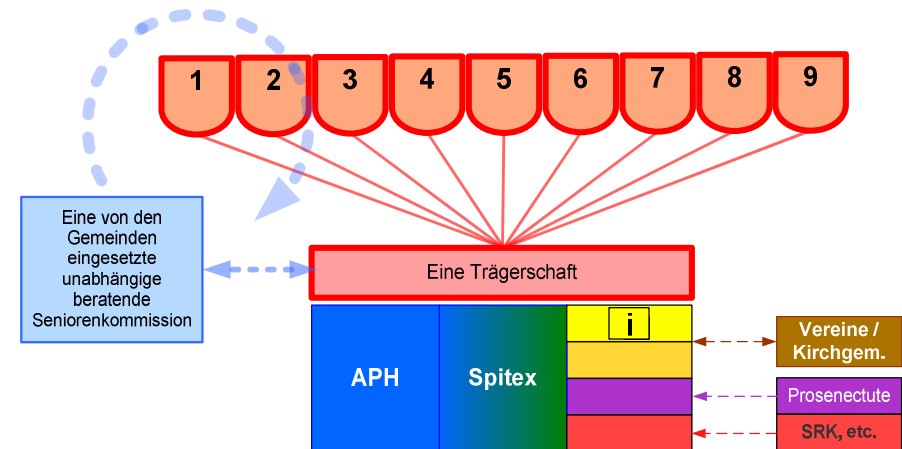 1 2 3 4 5 6 7 8 9
Eine von den
Gemeinden
eingesetzte
unabhängige
beratende
Seniorenkommission
Eine Trägerschaft
i
APH
Spitex
Vereine /
Kirchgem.
Prosenectute
SRK, etc.